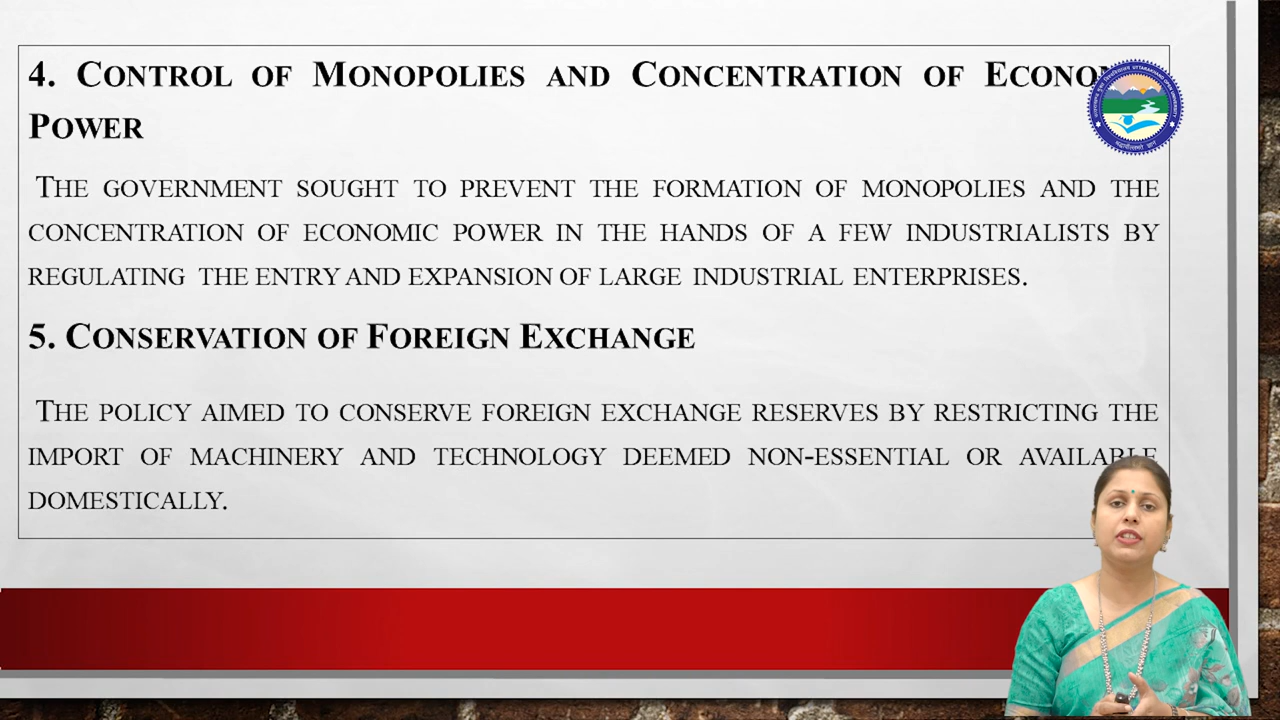 4. CONTROL OF MONOPOLIES AND CONCENTRATION OF ECONO
POWER
THE GOVERNMENT SOUGHT TO PREVENT THE FORMATION OF MONOPOLIES AND THE
CONCENTRATION OF ECONOMIC POWER IN THE HANDS OF A FEW INDUSTRIALISTS BY
REGULATING THE ENTRY AND EXPANSION OF LARGE INDUSTRIAL ENTERPRISES.
5. CONSERVATION OF FOREIGN EXCHANGE
THE POLICY AIMED TO CONSERVE FOREIGN EXCHANGE RESERVES BY RESTRICTING THE
IMPORT OF MACHINERY AND TECHNOLOGY DEEMED NON-ESSENTIAL OR AVAILABLE
DOMESTICALLY.